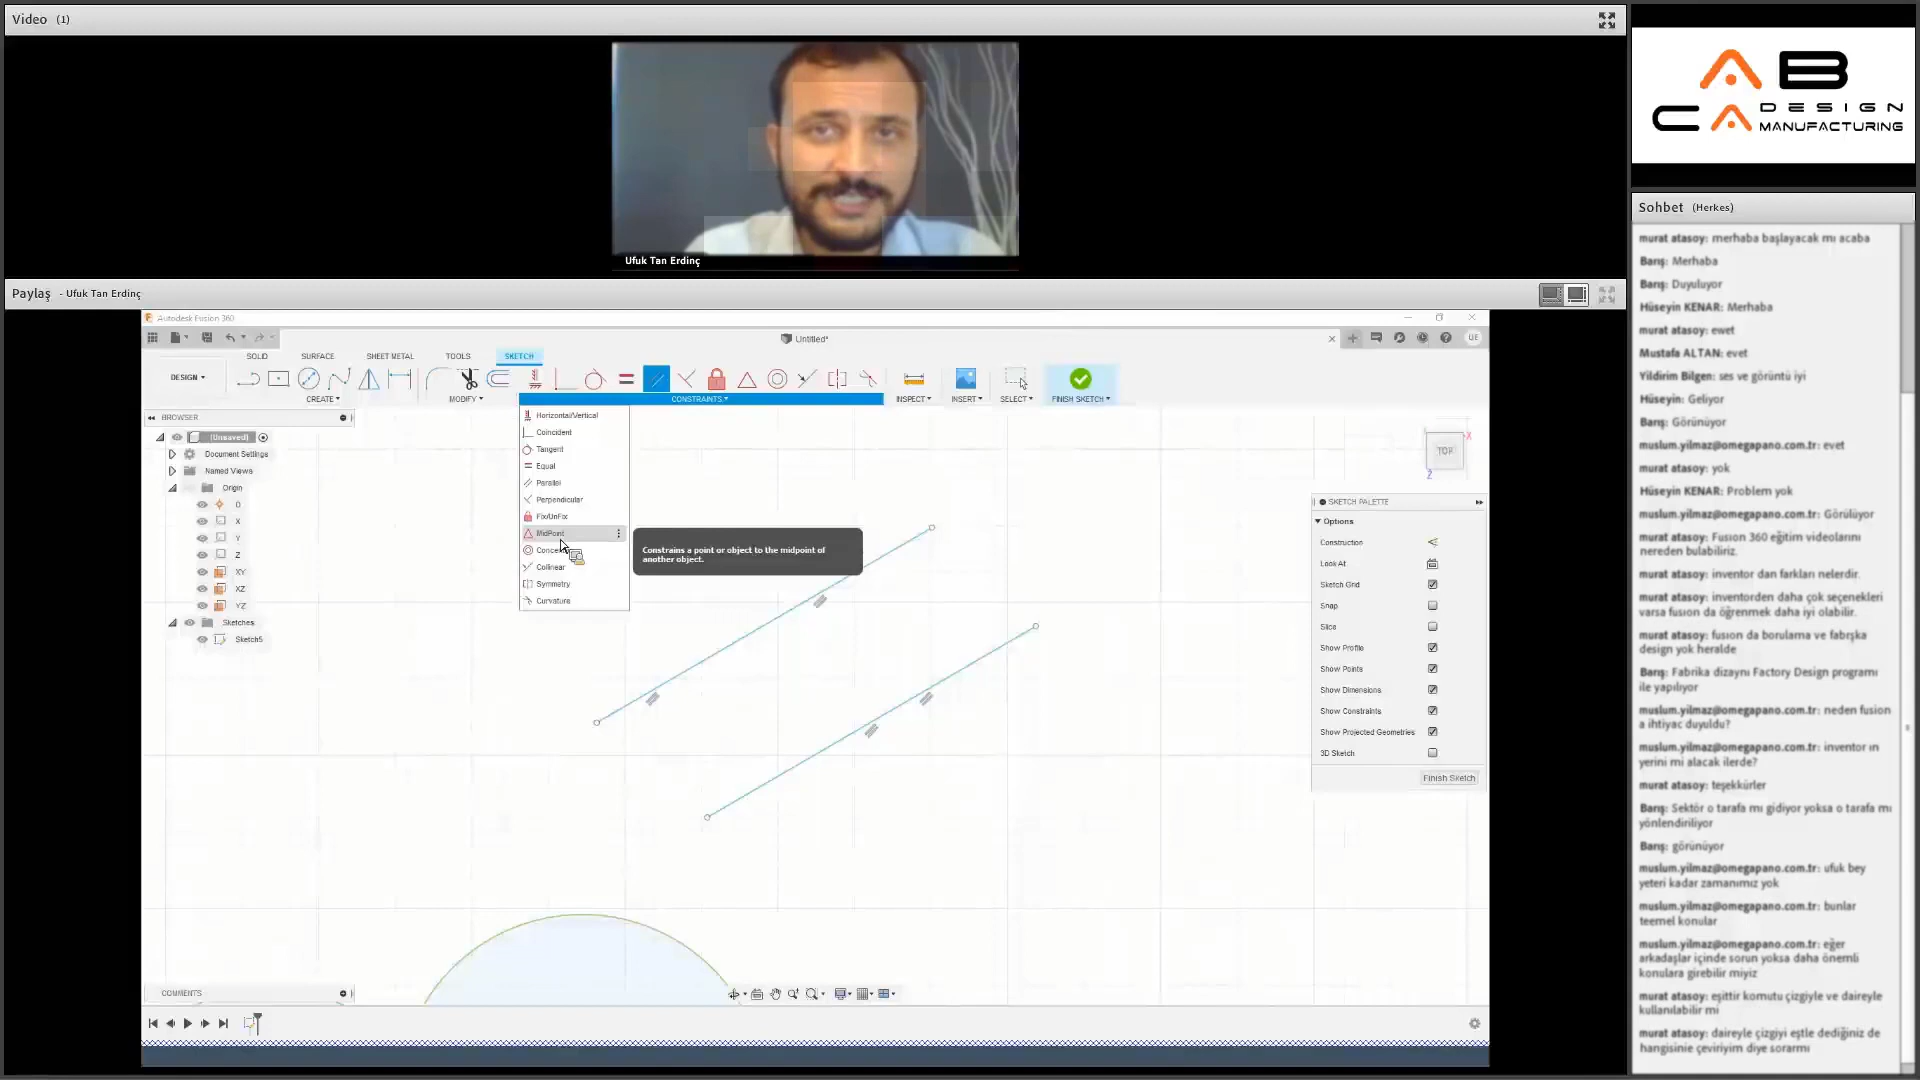 Video (1)
Ufuk Tan Erdinç
Paylaş - Ufuk Tan Erdinç
Autodesk Fusion 360
Untitled*
UE
SOLID SURFACE SHEET METAL TOOLS SKETCH
DESIGN
CREATE MODIFY CONSTRAINTS INSPECT INSERT SELECT FINISH SKETCH
BROWSER
(Unsaved)
Document Settings
Named Views
Origin
O
X
Y
Z
XY
XZ
YZ
Sketches
Sketch5
Horizontal/Vertical
Coincident
Tangent
Equal
Parallel
Perpendicular
Fix/UnFix
MidPoint
Colinear
Symmetry
Curvature
Constrains a point or object to the midpoint of
another object.
TOP
X
Z
SKETCH PALETTE
Options
Construction
Look At
Sketch Grid
Snap
Slice
Show Profile
Show Points
Show Dimensions
Show Constraints
Show Projected Geometries
3D Sketch
Finish Sketch
COMMENTS
AB
CA DESIGN
MANUFACTURING
Sohbet (Herkes)
murat atasoy: merhaba başlayacak mı acaba
Barış: Merhaba
Barış: Duyuluyor
Hüseyin KENAR: Merhaba
murat atasoy: ewet
Mustafa ALTAN: evet
Yildirim Bilgen: ses ve görüntü iyi
Hüseyin: Geliyor
Barış: Görünüyor
muslum.yilmaz@omegapano.com.tr: evet
murat atasoy: yok
Hüseyin KENAR: Problem yok
muslum.yilmaz@omegapano.com.tr: Görülüyor
murat atasoy: Fusion 360 eğitim videolarını
nereden bulabiliriz.
murat atasoy: inventor dan farkları nelerdir.
murat atasoy: inventorden daha çok seçenekleri
varsa fusıon da öğrenmek daha iyi olabilir.
murat atasoy: fusıon da borulama ve fabrşka
design yok heralde
Barış: Fabrika dizaynı Factory Design programı
ile yapılıyor
muslum.yilmaz@omegapano.com.tr: neden fusion
a ihtiyac duyuldu?
muslum.yilmaz@omegapano.com.tr: inventor ın
yerini mi alacak ilerde?
murat atasoy: teşekkürler
Barış: Sektör o tarafa mı gidiyor yoksa o tarafa mı
yönlendiriliyor
Barış: görünüyor
muslum.yilmaz@omegapano.com.tr: ufuk bey
yeteri kadar zamanımız yok
muslum.yilmaz@omegapano.com.tr: bunlar
teemel konular
muslum.yilmaz@omegapano.com.tr: eğer
arkadaşlar içinde sorun yoksa daha önemli
konulara girebilir miyiz
murat atasoy: eşittir komutu çizgiyle ve daireyle
kullanılabilir mi
murat atasoy: daireyle çizgiyi eştle dediğiniz de
hangisinie çeviriyim diye sorarmı